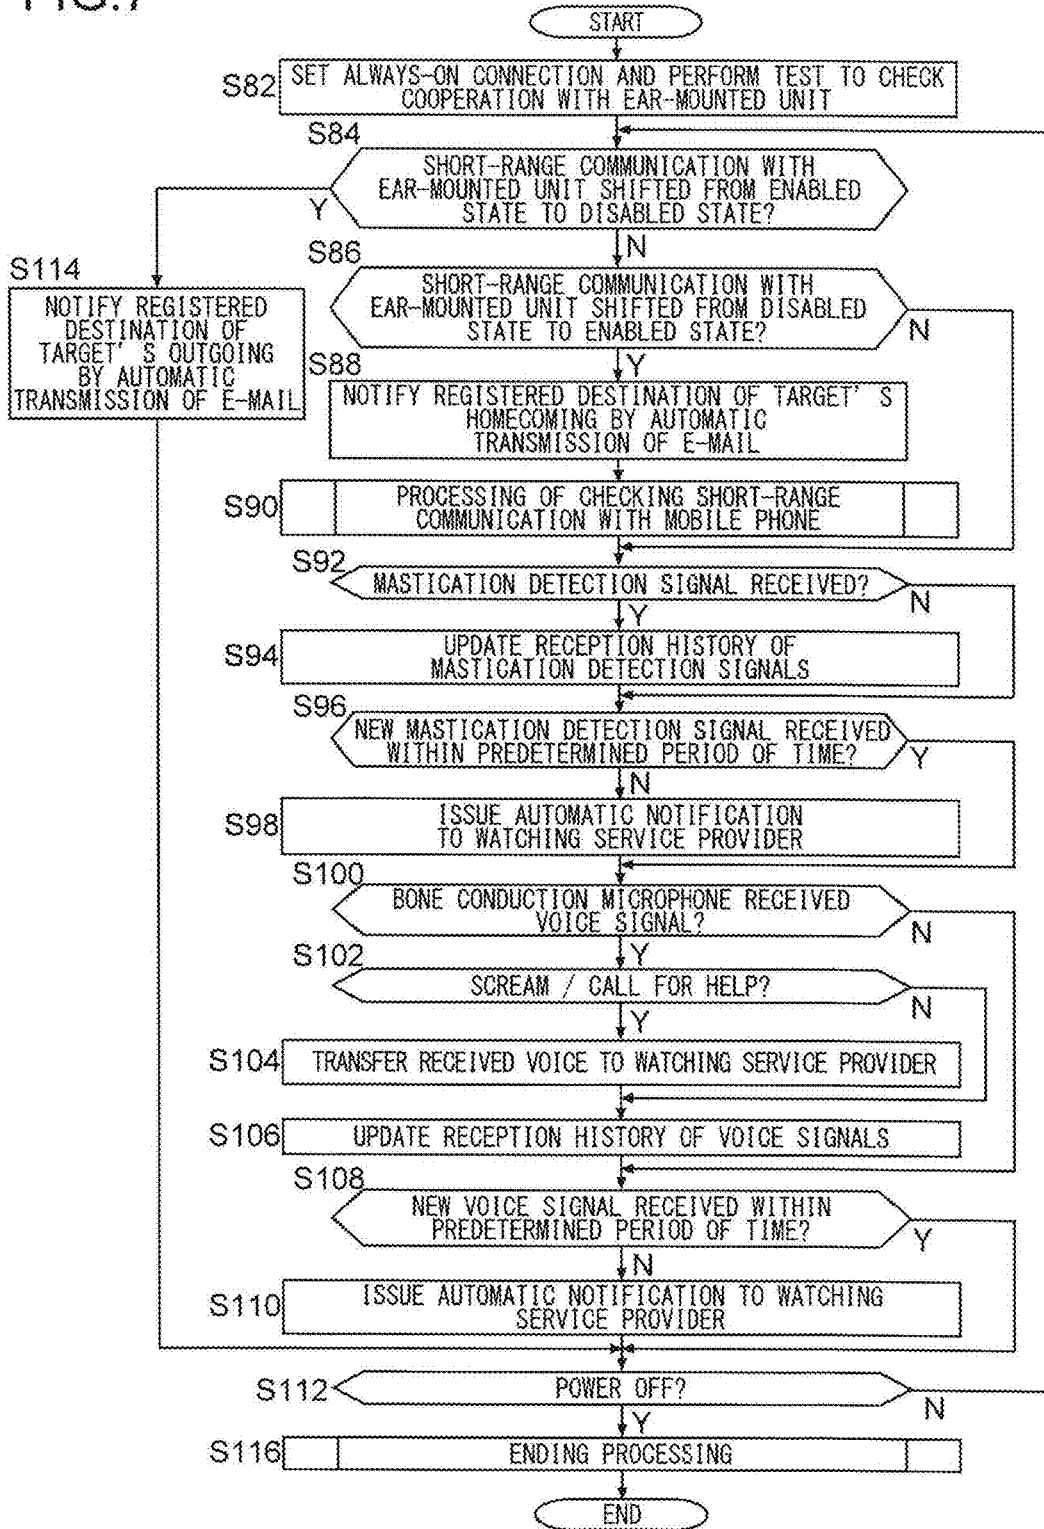 FIG.7
START
S82
SET ALWAYS-ON CONNECTION AND PERFORM TEST TO CHECK
COOPERATION WITH EAR-MOUNTED UNIT
S84
SHORT-RANGE COMMUNICATION WITH
EAR-MOUNTED UNIT SHIFTED FROM ENABLED
STATE TO DISABLED STATE?
Y
N
S86
S114
NOTIFY REGISTERED
DESTINATION OF
TARGET' S OUTGOING
BY AUTOMATIC
TRANSMISSION OF E-MAIL
SHORT-RANGE COMMUNICATION WITH
EAR-MOUNTED UNIT SHIFTED FROM DISABLED
STATE TO ENABLED STATE?
N
Y
S88
NOTIFY REGISTERED DESTINATION OF TARGET' S
HOMECOMING BY AUTOMATIC
TRANSMISSION OF E-MAIL
S90
PROCESSING OF CHECKING SHORT-RANGE
COMMUNICATION WITH MOBILE PHONE
S92
MASTICATION DETECTION SIGNAL RECEIVED?
N
Y
S94
UPDATE RECEPTION HISTORY OF
MASTICATION DETECTION SIGNALS
S96
NEW MASTICATION DETECTION SIGNAL RECEIVED
WITHIN PREDETERMINED PERIOD OF TIME?
Y
N
S98
ISSUE AUTOMATIC NOTIFICATION
TO WATCHING SERVICE PROVIDER
S100
BONE CONDUCTION MICROPHONE RECEIVED
VOICE SIGNAL?
N
Y
S102
SCREAM / CALL FOR HELP?
N
Y
S104
TRANSFER RECEIVED VOICE TO WATCHING SERVICE PROVIDER
S106
UPDATE RECEPTION HISTORY OF VOICE SIGNALS
S108
NEW VOICE SIGNAL RECEIVED WITHIN
PREDETERMINED PERIOD OF TIME?
Y
N
S110
ISSUE AUTOMATIC NOTIFICATION TO WATCHING
SERVICE PROVIDER
S112
POWER OFF?
N
Y
S116
ENDING PROCESSING
END